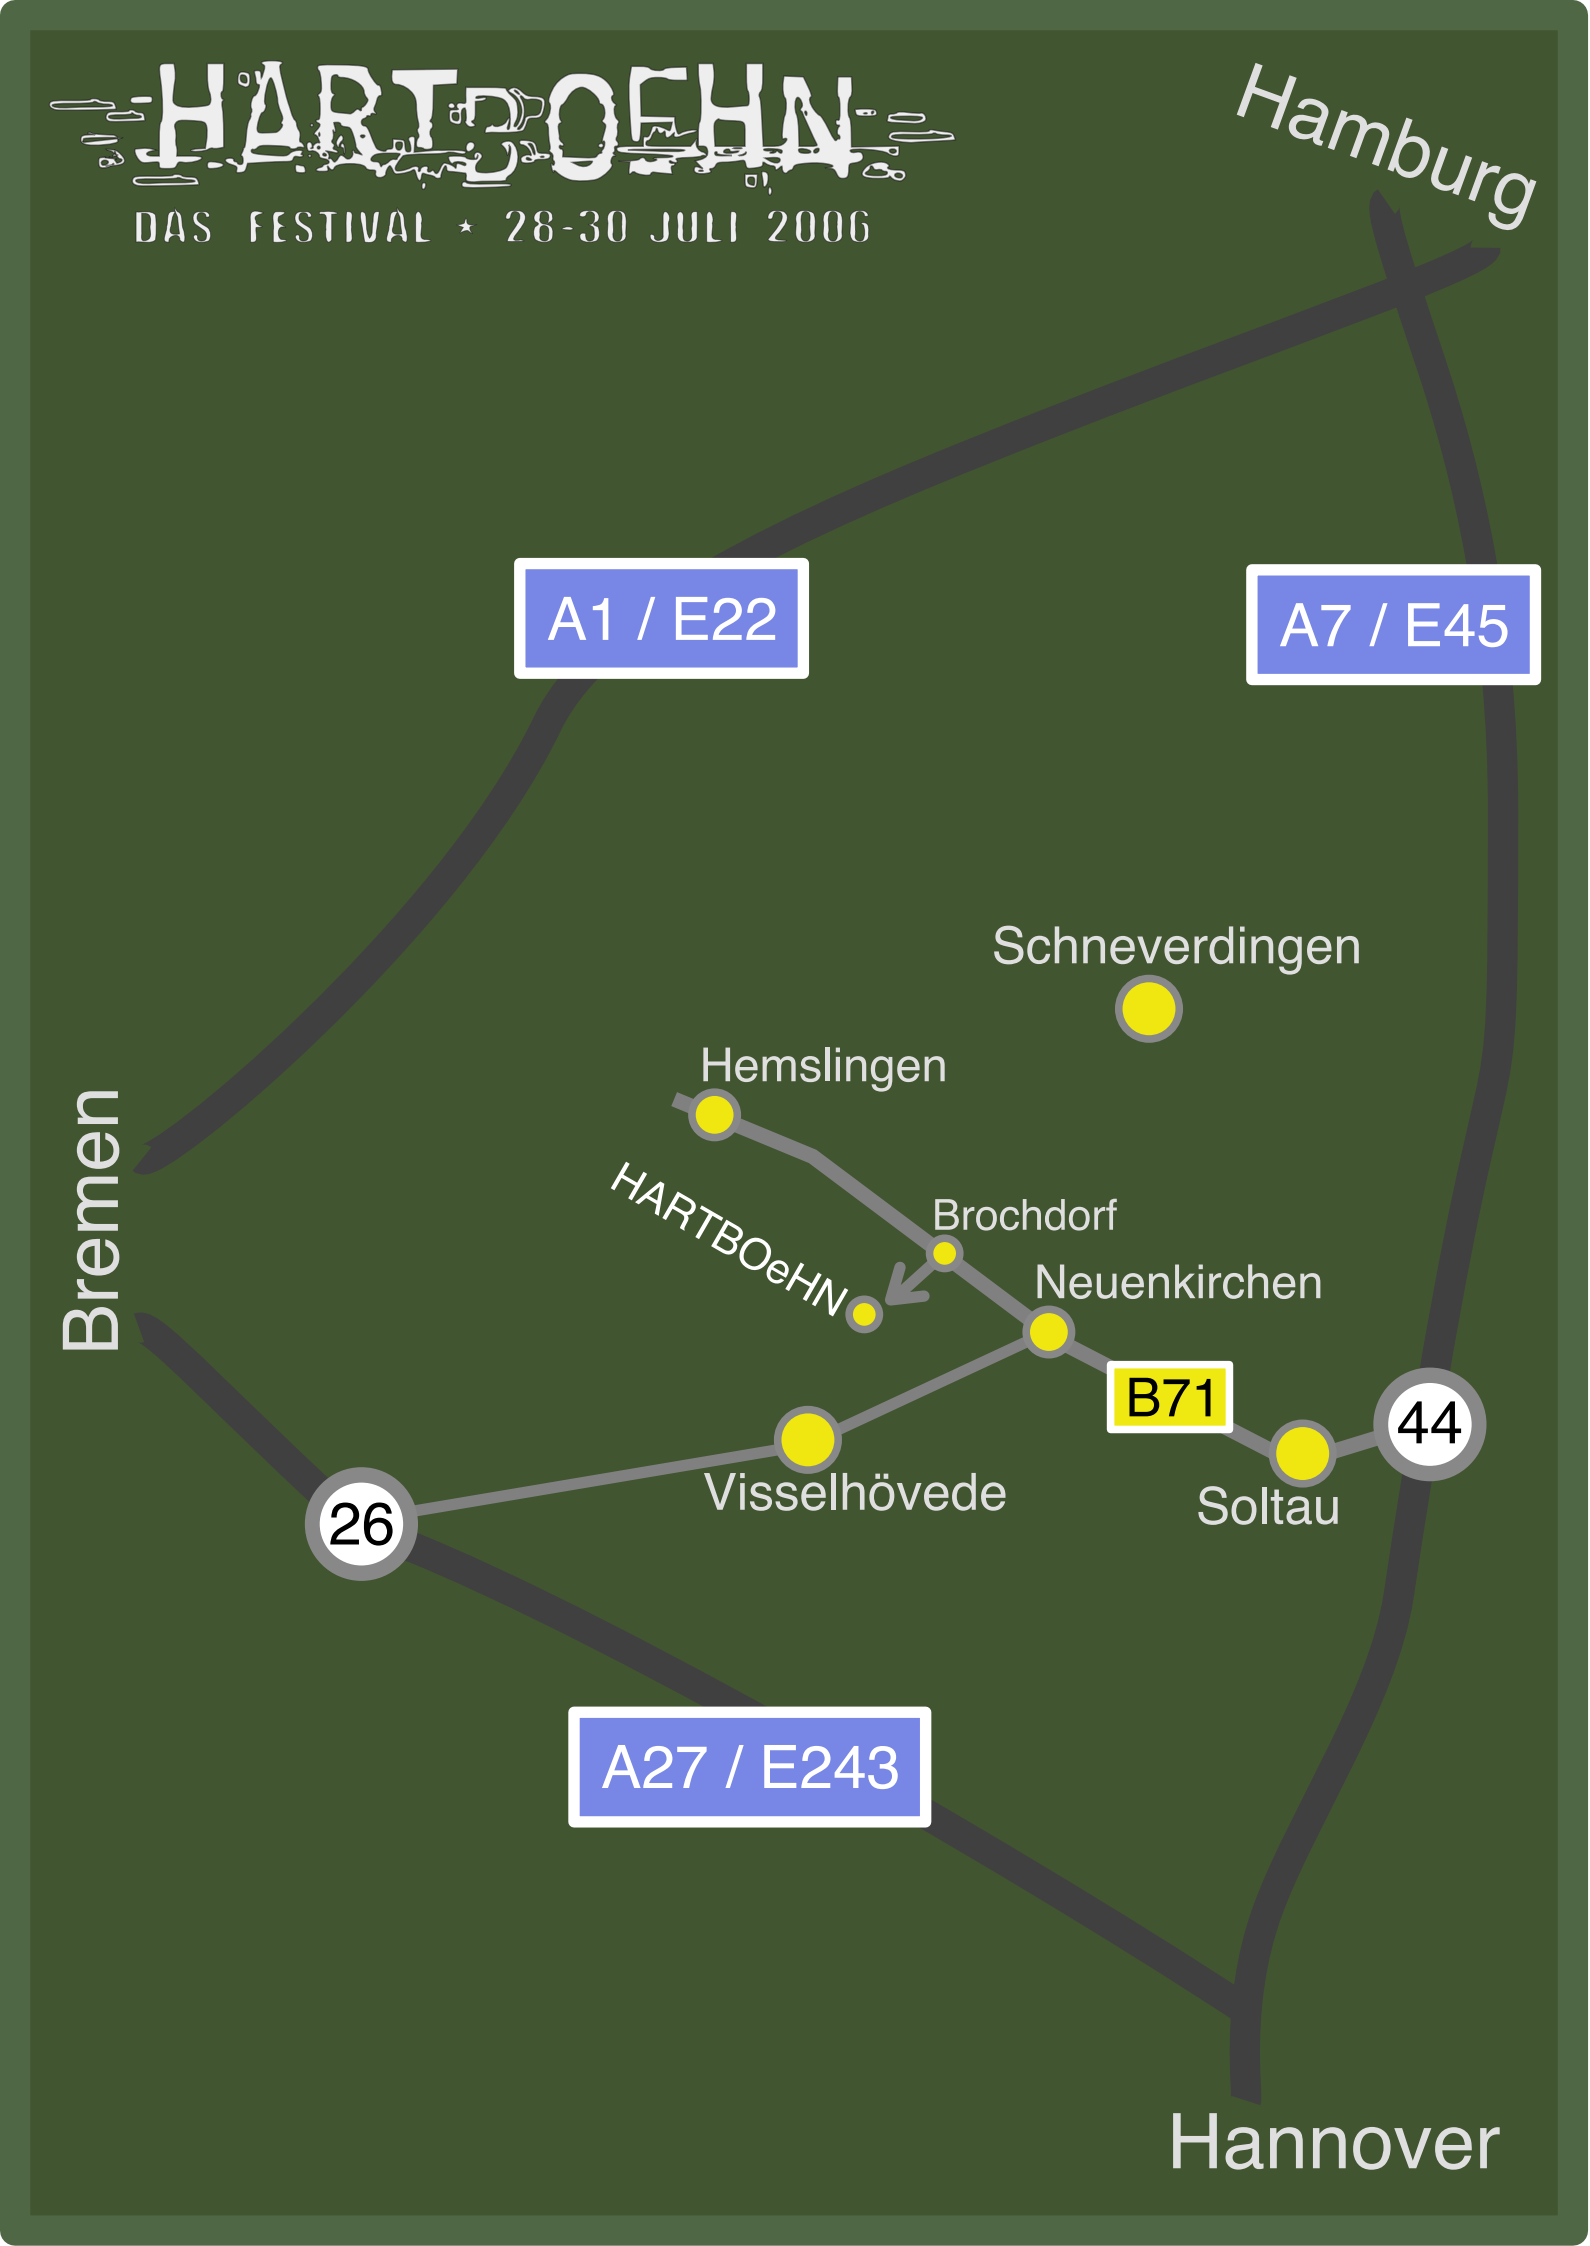 HARTBOEHN
DAS FESTIVAL * 28-30 JULI 2006
Hamburg
A1 / E22
A7 / E45
Schneverdingen
Hemslingen
Bremen
HARTBOeHN
Brochdorf
Neuenkirchen
B71
44
Visselhövede
Soltau
26
A27 / E243
Hannover